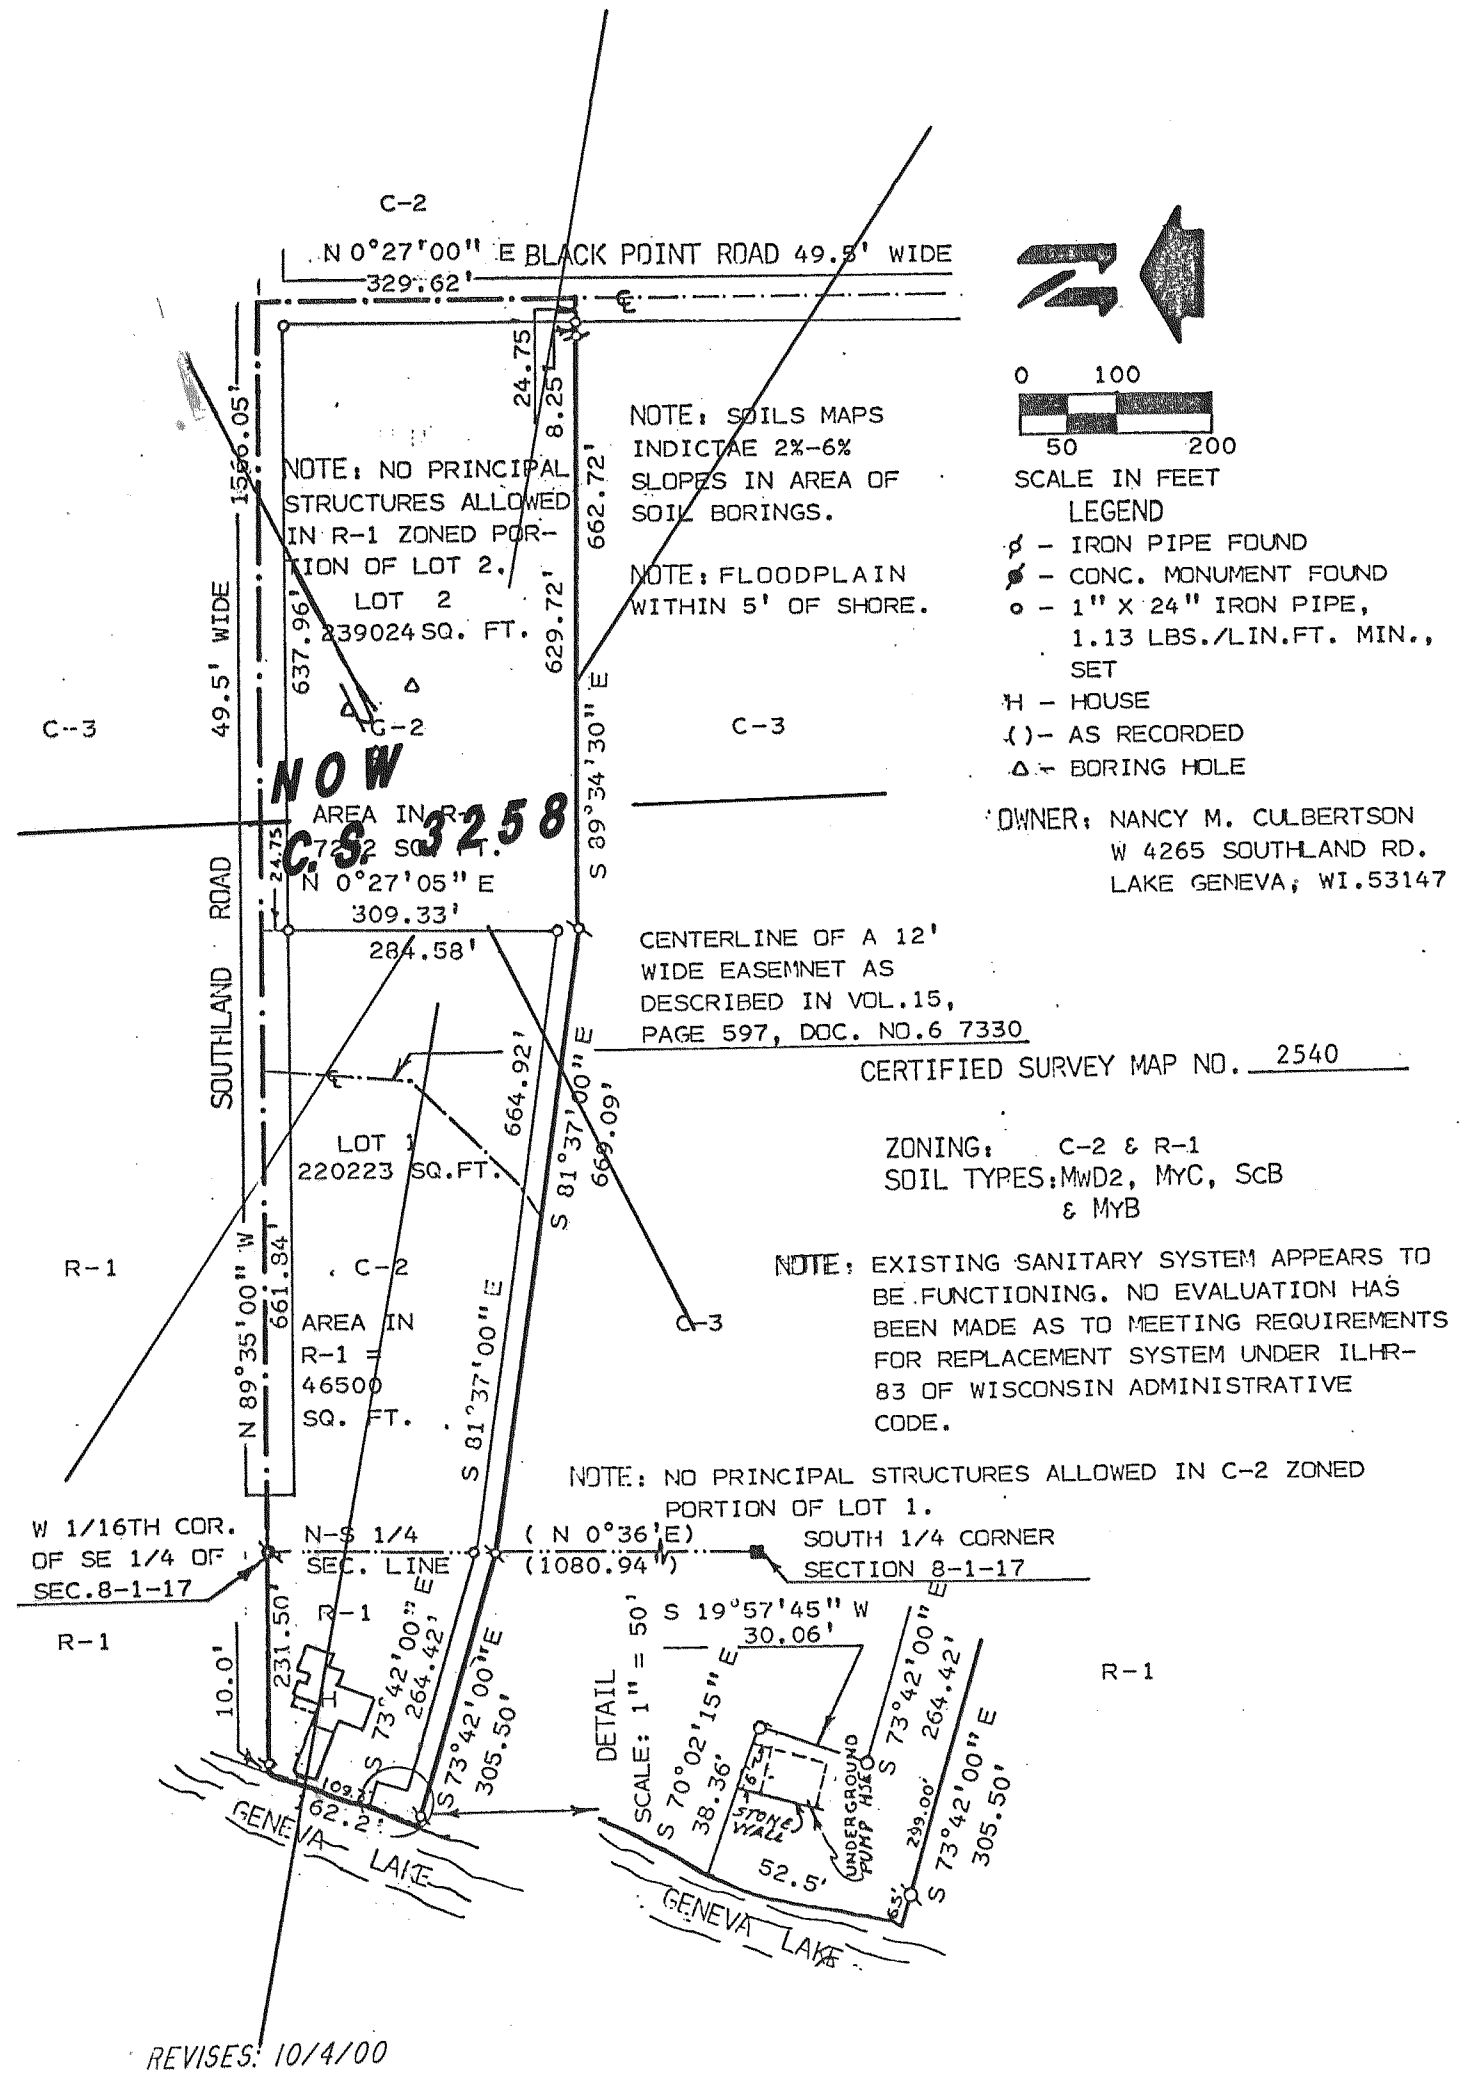 C-2
N 0°27'00" E BLACK POINT ROAD 49.5' WIDE
329.62'
24.75
8.25'
1566.05'
662.72'
629.72'
637.96'
49.5' WIDE
NOTE: NO PRINCIPAL
STRUCTURES ALLOWED
IN R-1 ZONED POR-
TION OF LOT 2.
LOT 2
239024 SQ. FT.
NOTE: SOILS MAPS
INDICTAE 2%-6%
SLOPES IN AREA OF
SOIL BORINGS.
NOTE: FLOODPLAIN
WITHIN 5' OF SHORE.
0 100
50 200
SCALE IN FEET
LEGEND
- IRON PIPE FOUND
- CONC. MONUMENT FOUND
- 1" X 24" IRON PIPE,
1.13 LBS./LIN.FT. MIN.,
SET
H - HOUSE
( )- AS RECORDED
Δ - BORING HOLE
OWNER: NANCY M. CULBERTSON
W 4265 SOUTHLAND RD.
LAKE GENEVA, WI.53147
C-3
C-2
C-3
S 89°34'30" E
NOW
C.S. 3258
AREA IN R-
SQ. FT.
24.75
N 0°27'05" E
309.33'
284.58'
SOUTHLAND ROAD
CENTERLINE OF A 12'
WIDE EASEMNET AS
DESCRIBED IN VOL.15,
PAGE 597, DOC. NO.6 7330
CERTIFIED SURVEY MAP NO. 2540
ZONING: C-2 & R-1
SOIL TYPES: MWD2, MYC, SCB
& MYB
664.92'
S 81°37'00" E
669.09'
LOT 1
220223 SQ.FT.
R-1
C-2
C-3
N 89°35'00" W
661.84'
S 81°37'00" E
AREA IN
R-1 =
46500
SQ. FT.
NOTE: EXISTING SANITARY SYSTEM APPEARS TO
BE FUNCTIONING. NO EVALUATION HAS
BEEN MADE AS TO MEETING REQUIREMENTS
FOR REPLACEMENT SYSTEM UNDER ILHR-
83 OF WISCONSIN ADMINISTRATIVE
CODE.
NOTE: NO PRINCIPAL STRUCTURES ALLOWED IN C-2 ZONED
PORTION OF LOT 1.
W 1/16TH COR.
OF SE 1/4 OF
SEC.8-1-17
N-S 1/4
SEC. LINE
( N 0°36'E)
(1080.94')
SOUTH 1/4 CORNER
SECTION 8-1-17
R-1
R-1
R-1
10.0'
231.50'
H
S 73°42'00" E
264.42'
S 73°42'00" E
305.50'
62.2'
GENEVA LAKE
DETAIL
SCALE: 1" = 50'
S 19°57'45" W
30.06'
S 70°02'15" E
38.36'
STONE
WALL
UNDERGROUND
PUMP HSE
S 73°42'00" E
264.42'
299.00'
S 73°42'00" E
305.50'
52.5'
6.5'
GENEVA LAKE
REVISES: 10/4/00